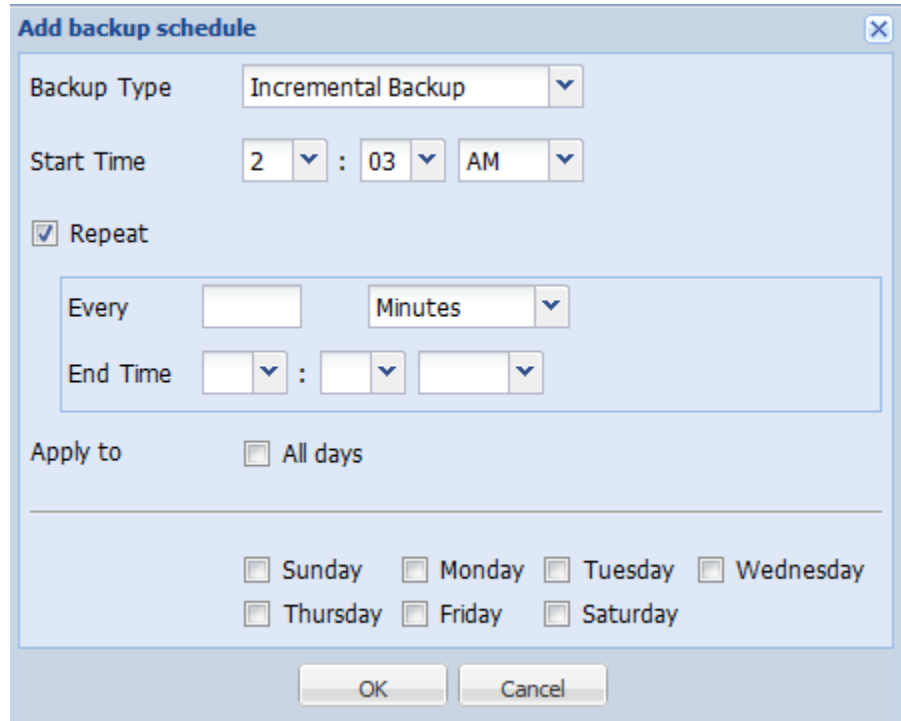 Add backup schedule
Backup Type Incremental Backup
Start Time 2 : 03 AM
Repeat
Every Minutes
End Time :
Apply to All days
Sunday Monday Tuesday Wednesday
Thursday Friday Saturday
OK Cancel